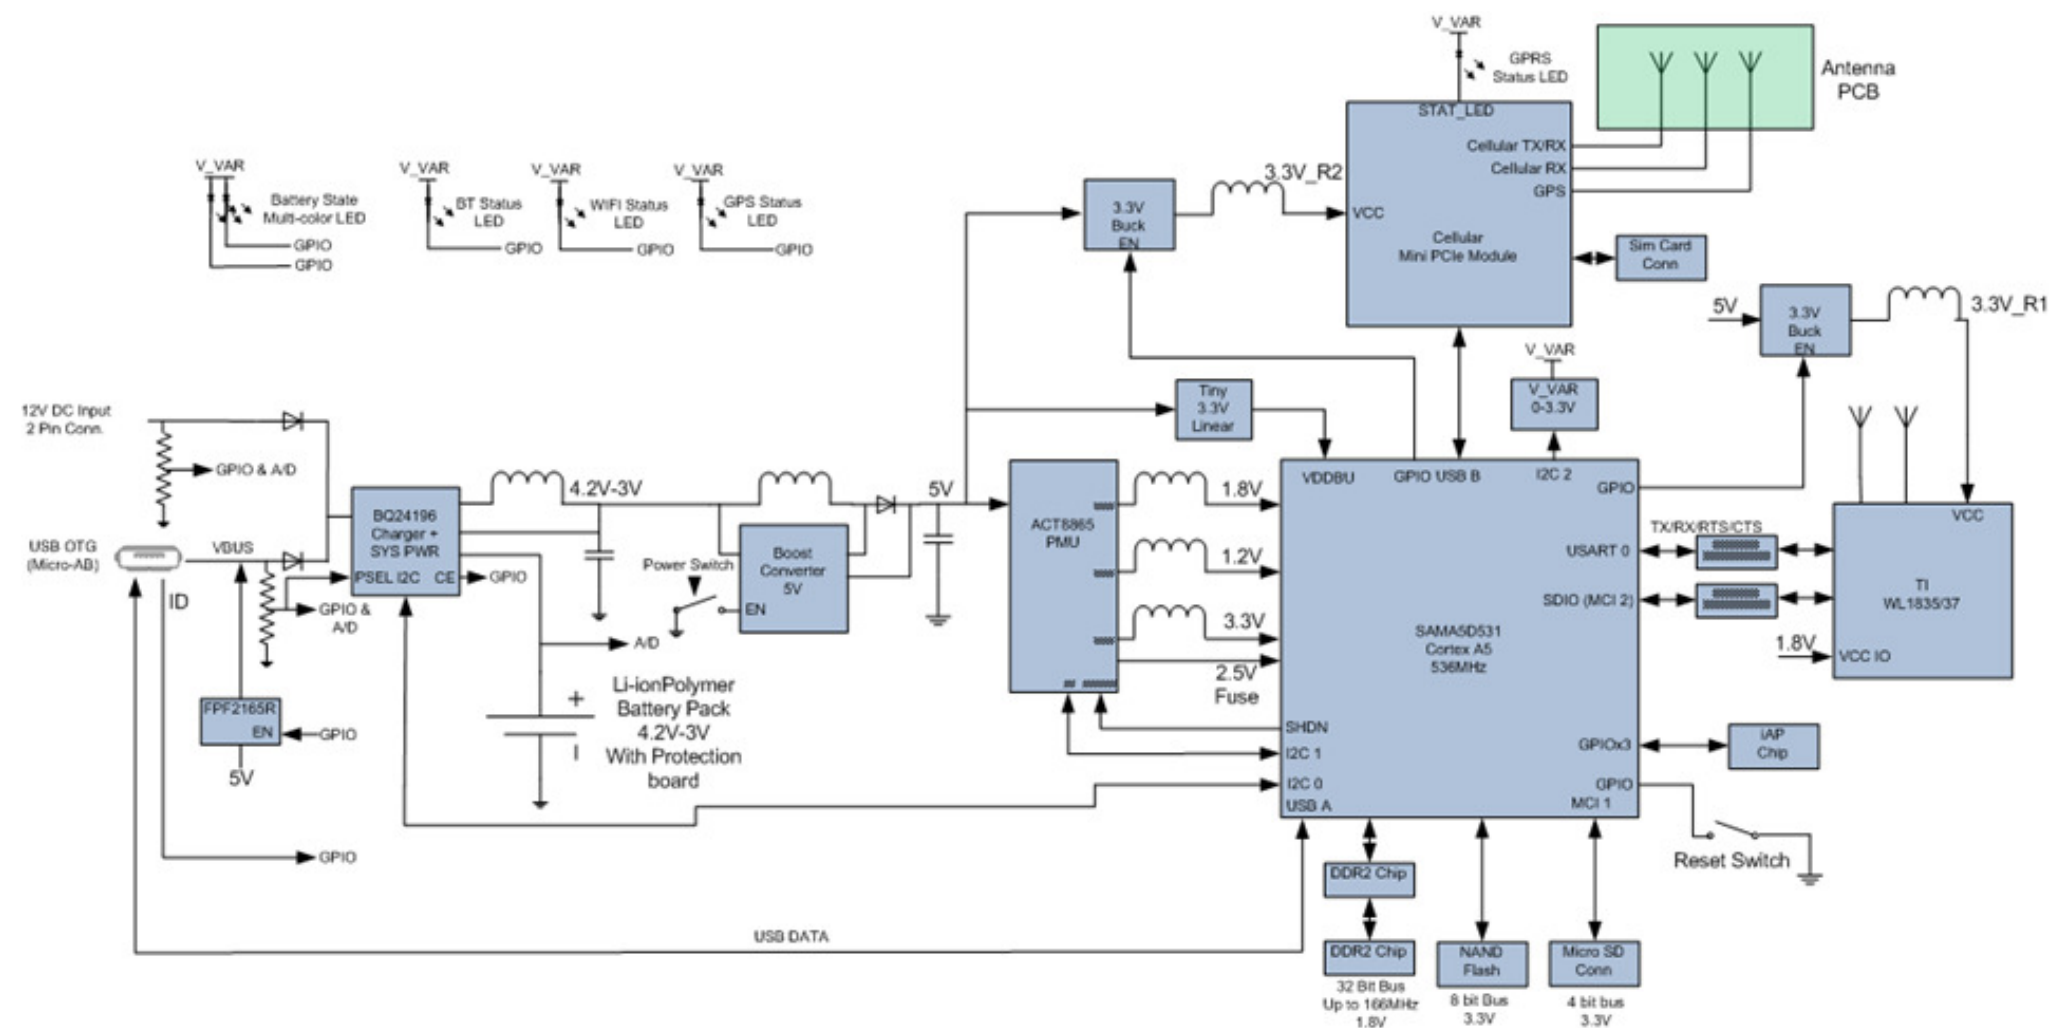 V_VAR
GPRS
Status LED
Antenna
PCB
STAT_LED
Cellular TX/RX
Cellular RX
GPS
VCC
Cellular
Mini PCIe Module
Sim Card
Conn
V_VAR
Battery State
Multi-color LED
GPIO
GPIO
V_VAR
BT Status
LED
GPIO
V_VAR
WIFI Status
LED
GPIO
V_VAR
GPS Status
LED
GPIO
3.3V
Buck
EN
3.3V_R2
5V
3.3V
Buck
EN
3.3V_R1
V_VAR
V_VAR
0-3.3V
Tiny
3.3V
Linear
12V DC Input
2 Pin Conn.
GPIO & A/D
USB OTG
(Micro-AB)
VBUS
ID
GPIO &
A/D
BQ24196
Charger +
SYS PWR
PSEL I2C CE
GPIO
4.2V-3V
Power Switch
Boost
Converter
5V
EN
5V
A/D
+
Li-ionPolymer
Battery Pack
4.2V-3V
With Protection
board
FPF2165R
EN
GPIO
5V
GPIO
ACT8865
PMU
1.8V
1.2V
3.3V
2.5V
Fuse
VDDBU
GPIO USB B
I2C 2
GPIO
USART 0
SDIO (MCI 2)
SAMA5D531
Cortex A5
536MHz
SHDN
I2C 1
I2C 0
USB A
GPIOx3
GPIO
MCI 1
TX/RX/RTS/CTS
VCC
TI
WL1835/37
1.8V
VCC IO
iAP
Chip
Reset Switch
USB DATA
DDR2 Chip
DDR2 Chip
32 Bit Bus
Up to 166MHz
1.8V
NAND
Flash
8 bit Bus
3.3V
Micro SD
Conn
4 bit bus
3.3V